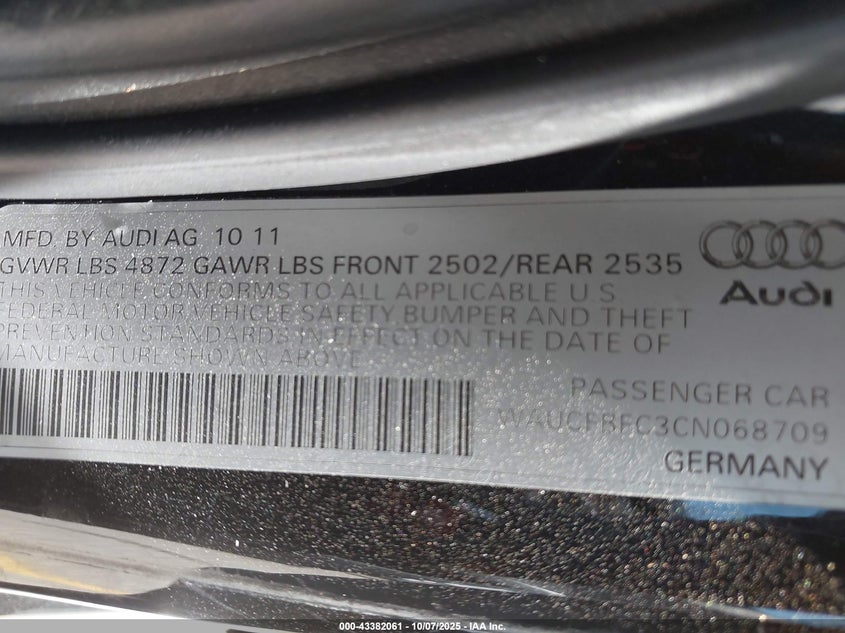 MFD. BY AUDI AG 10 11
GVWR LBS 4872 GAWR LBS FRONT 2502/REAR 2535
THIS VEHICLE CONFORMS TO ALL APPLICABLE U S
FEDERAL MOTOR VEHICLE SAFETY BUMPER AND THEFT
PREVENTION STANDARDS IN EFFECT ON THE DATE OF
MANUFACTURE SHOWN ABOVE
Audi
PASSENGER CAR
WAUCFRFC3CN068709
GERMANY
000-43382061 - 10/07/2025 - IAA Inc.